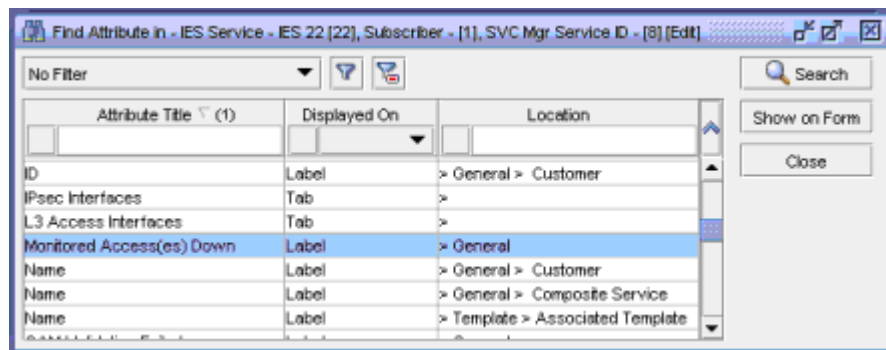 Find Attribute in - IES Service - IES 22 [22], Subscriber - [1], SVC Mgr Service ID - [8] [Edit]
No Filter
Search
Attribute Title (1) Displayed On Location
Show on Form
Close
ID Label > General > Customer
IPsec Interfaces Tab >
L3 Access Interfaces Tab >
Monitored Access(es) Down Label > General
Name Label > General > Customer
Name Label > General > Composite Service
Name Label > Template > Associated Template